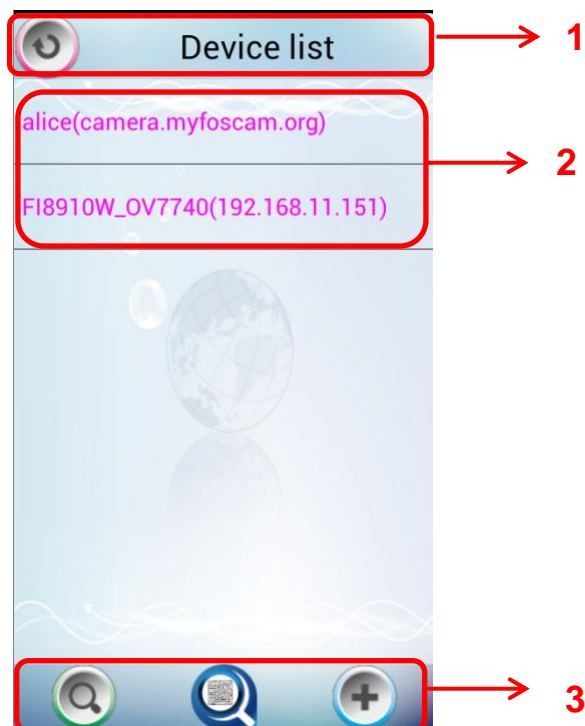 Device list
1
alice(camera.myfoscam.org)
2
FI8910W_OV7740(192.168.11.151)
3